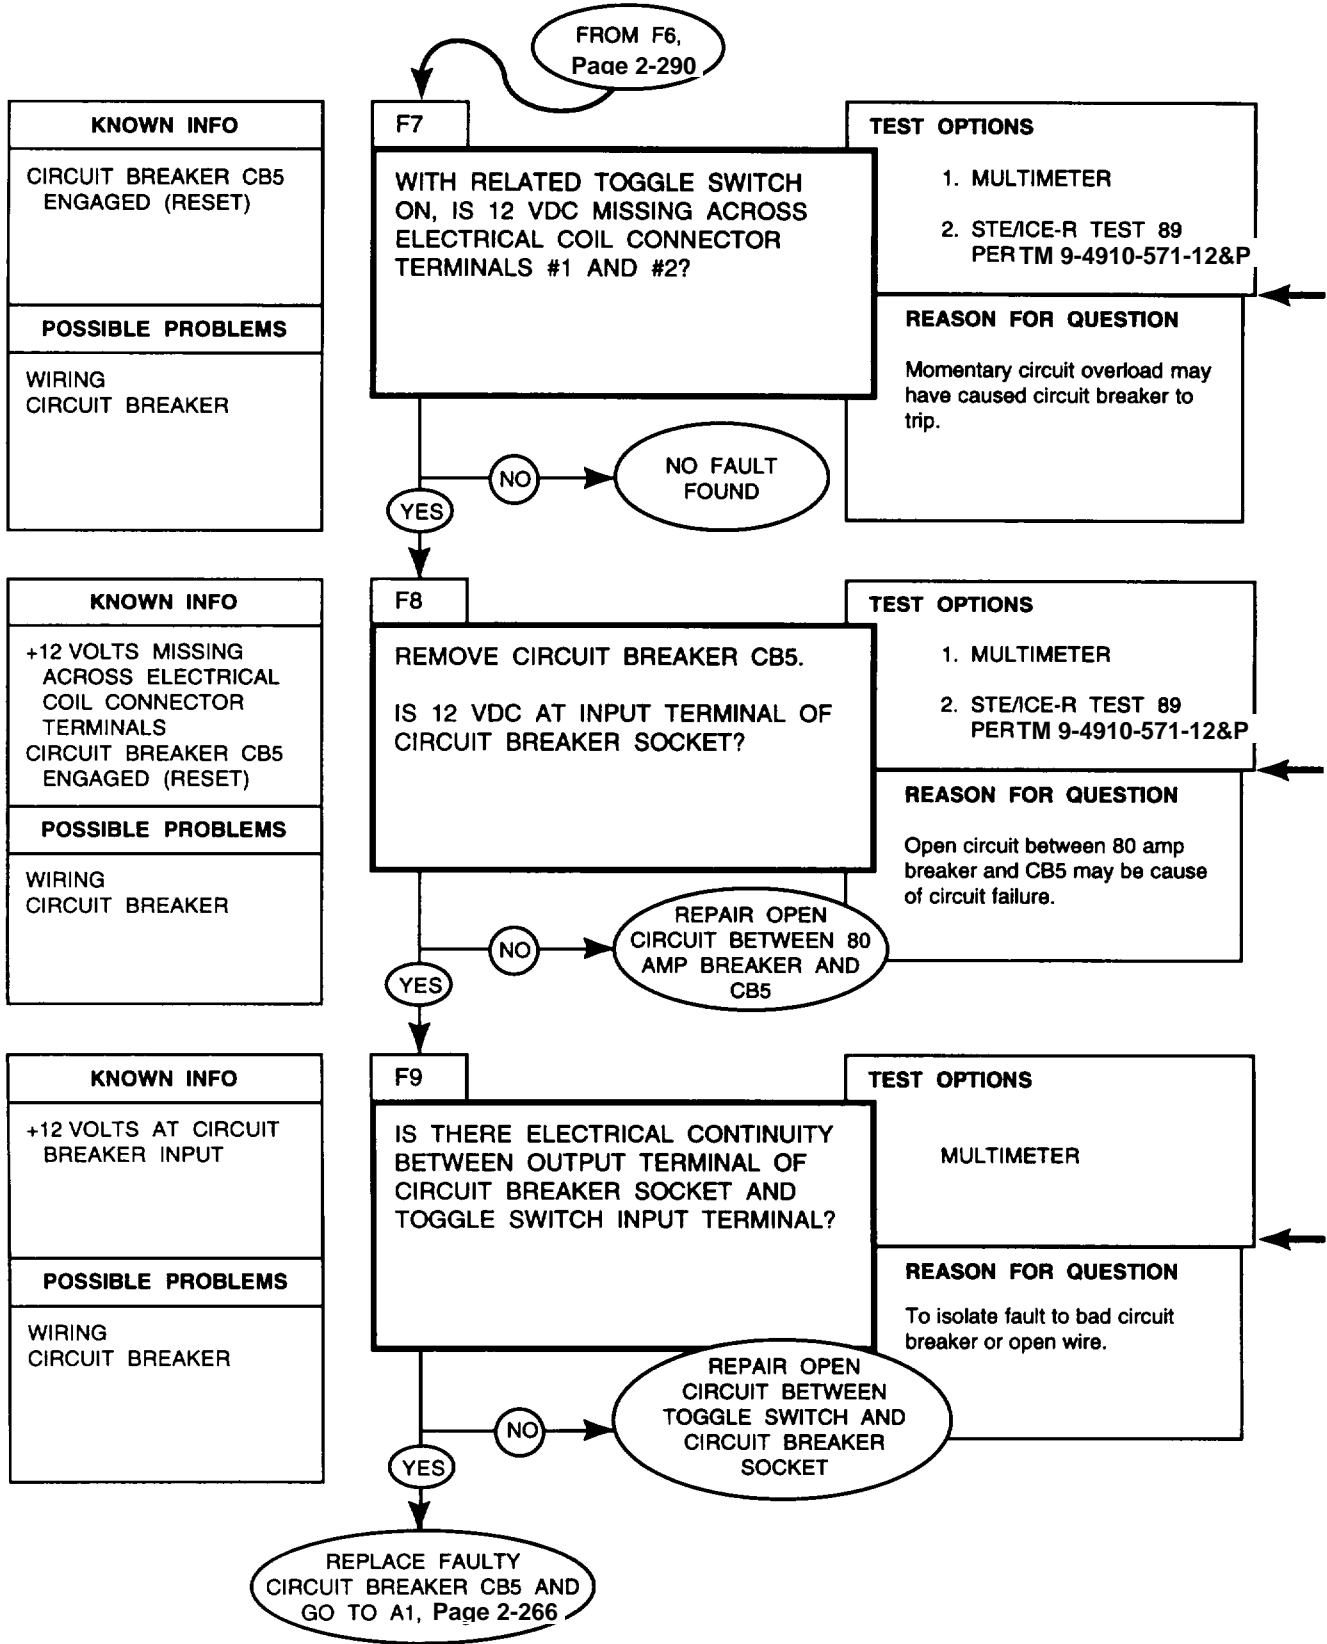 FROM F6,
Page 2-290
KNOWN INFO
CIRCUIT BREAKER CB5
ENGAGED (RESET)
POSSIBLE PROBLEMS
WIRING
CIRCUIT BREAKER
F7
WITH RELATED TOGGLE SWITCH
ON, IS 12 VDC MISSING ACROSS
ELECTRICAL COIL CONNECTOR
TERMINALS #1 AND #2?
TEST OPTIONS
1. MULTIMETER
2. STE/ICE-R TEST 89
PER TM 9-4910-571-12&P
REASON FOR QUESTION
Momentary circuit overload may
have caused circuit breaker to
trip.
NO
NO FAULT
FOUND
YES
KNOWN INFO
+12 VOLTS MISSING
ACROSS ELECTRICAL
COIL CONNECTOR
TERMINALS
CIRCUIT BREAKER CB5
ENGAGED (RESET)
POSSIBLE PROBLEMS
WIRING
CIRCUIT BREAKER
F8
REMOVE CIRCUIT BREAKER CB5.
IS 12 VDC AT INPUT TERMINAL OF
CIRCUIT BREAKER SOCKET?
TEST OPTIONS
1. MULTIMETER
2. STE/ICE-R TEST 89
PER TM 9-4910-571-12&P
REASON FOR QUESTION
Open circuit between 80 amp
breaker and CB5 may be cause
of circuit failure.
NO
REPAIR OPEN
CIRCUIT BETWEEN 80
AMP BREAKER AND
CB5
YES
KNOWN INFO
+12 VOLTS AT CIRCUIT
BREAKER INPUT
POSSIBLE PROBLEMS
WIRING
CIRCUIT BREAKER
F9
IS THERE ELECTRICAL CONTINUITY
BETWEEN OUTPUT TERMINAL OF
CIRCUIT BREAKER SOCKET AND
TOGGLE SWITCH INPUT TERMINAL?
TEST OPTIONS
MULTIMETER
REASON FOR QUESTION
To isolate fault to bad circuit
breaker or open wire.
NO
REPAIR OPEN
CIRCUIT BETWEEN
TOGGLE SWITCH AND
CIRCUIT BREAKER
SOCKET
YES
REPLACE FAULTY
CIRCUIT BREAKER CB5 AND
GO TO A1, Page 2-266